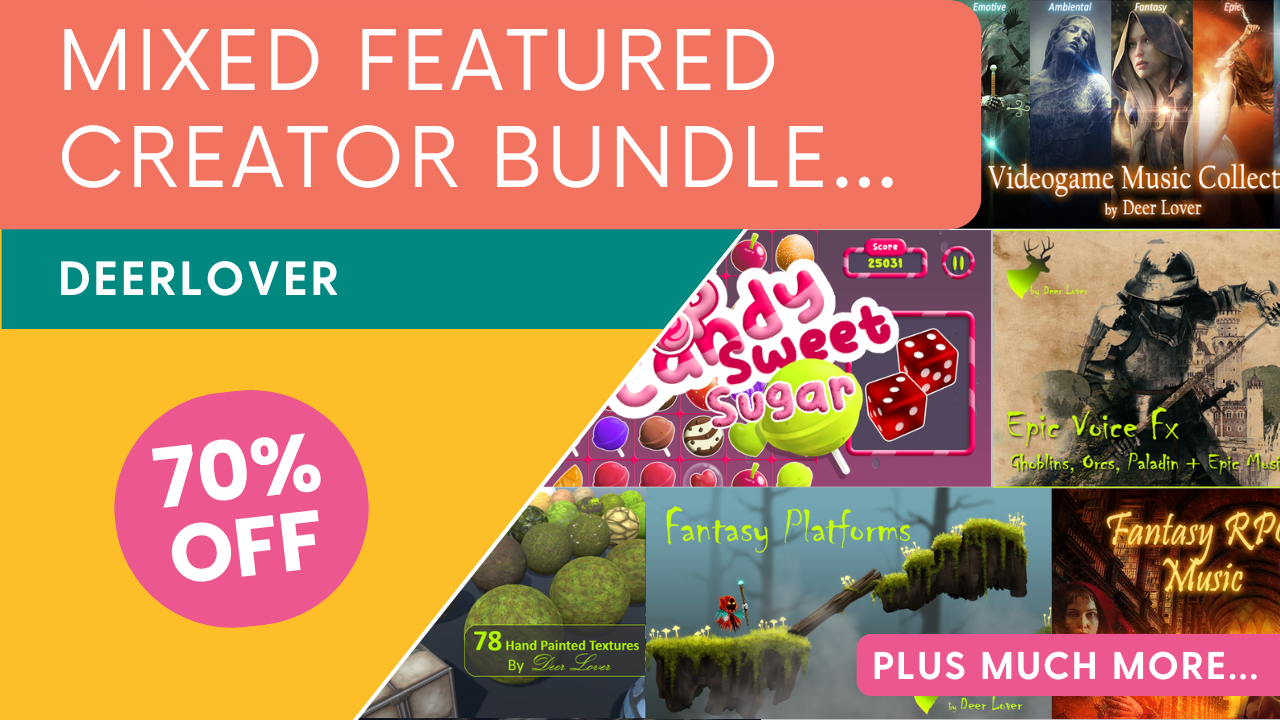 MIXED FEATURED
CREATOR BUNDLE...
DEERLOVER
70%
OFF
Emotive
Ambiental
Fantasy
Epic
Videogame Music Collect
by Deer Lover
Score
25031
Candy
Sweet
Sugar
by Deer Lover
Epic Voice Fx
Ghoblins, Orcs, Paladin + Epic Musi
78 Hand Painted Textures
By Deer Lover
Fantasy Platforms
by Deer Lover
Fantasy RPG
Music
PLUS MUCH MORE...